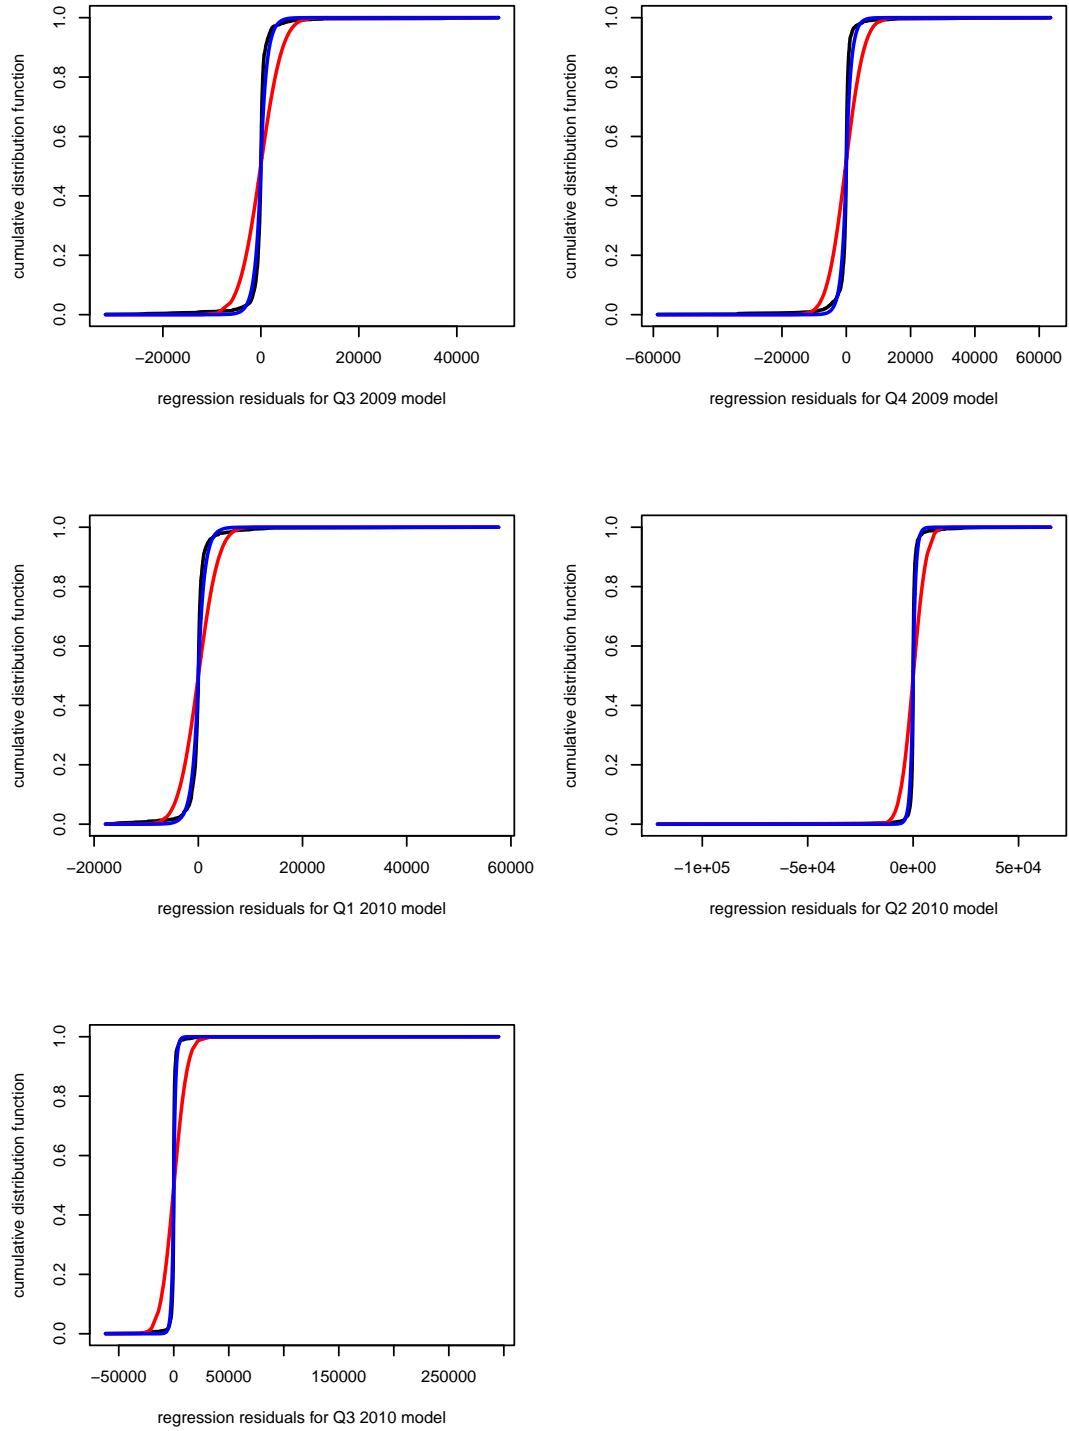 cumulative distribution function
0.0 0.2 0.4 0.6 0.8 1.0
−20000 0 20000 40000
regression residuals for Q3 2009 model
cumulative distribution function
0.0 0.2 0.4 0.6 0.8 1.0
−60000 −20000 0 20000 40000 60000
regression residuals for Q4 2009 model
cumulative distribution function
0.0 0.2 0.4 0.6 0.8 1.0
−20000 0 20000 40000 60000
regression residuals for Q1 2010 model
cumulative distribution function
0.0 0.2 0.4 0.6 0.8 1.0
−1e+05 −5e+04 0e+00 5e+04
regression residuals for Q2 2010 model
cumulative distribution function
0.0 0.2 0.4 0.6 0.8 1.0
−50000 0 50000 150000 250000
regression residuals for Q3 2010 model